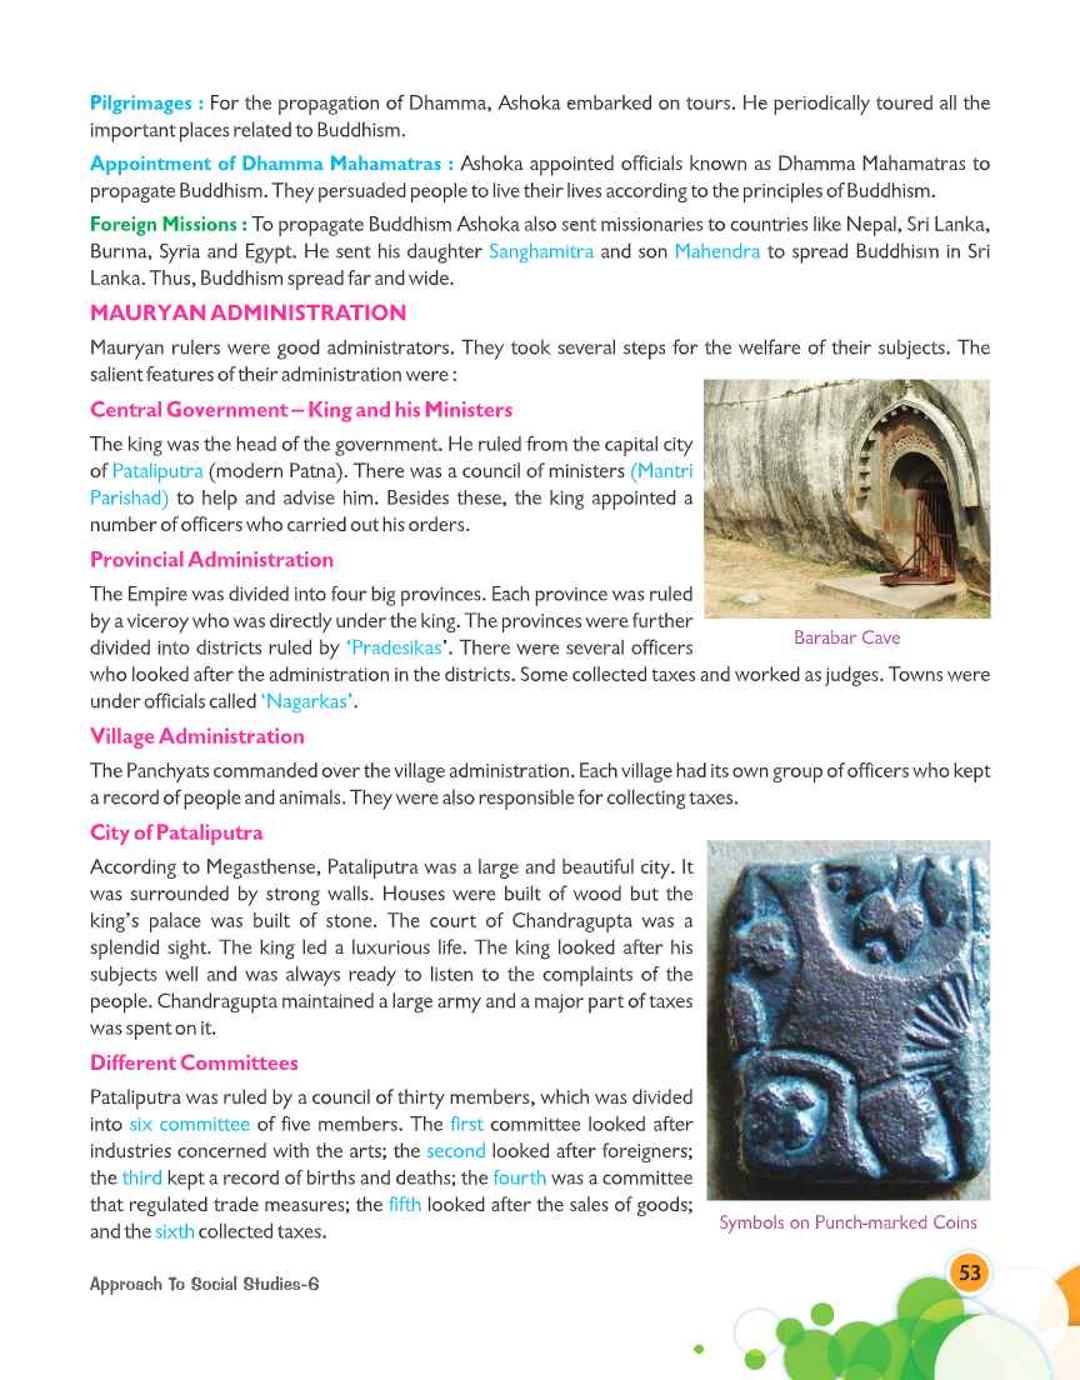 Pilgrimages : For the propagation of Dhamma, Ashoka embarked on tours. He periodically toured all the
important places related to Buddhism.
Appointment of Dhamma Mahamatras : Ashoka appointed officials known as Dhamma Mahamatras to
propagate Buddhism. They persuaded people to live their lives according to the principles of Buddhism.
Foreign Missions : To propagate Buddhism Ashoka also sent missionaries to countries like Nepal, Sri Lanka,
Burma, Syria and Egypt. He sent his daughter Sanghamitra and son Mahendra to spread Buddhism in Sri
Lanka. Thus, Buddhism spread far and wide.
MAURYAN ADMINISTRATION
Mauryan rulers were good administrators. They took several steps for the welfare of their subjects. The
salient features of their administration were :
Central Government – King and his Ministers
The king was the head of the government. He ruled from the capital city
of Pataliputra (modern Patna). There was a council of ministers (Mantri
Parishad) to help and advise him. Besides these, the king appointed a
number of officers who carried out his orders.
Provincial Administration
The Empire was divided into four big provinces. Each province was ruled
by a viceroy who was directly under the king. The provinces were further
divided into districts ruled by ‘Pradesikas’. There were several officers
who looked after the administration in the districts. Some collected taxes and worked as judges. Towns were
under officials called ‘Nagarkas’.
Barabar Cave
Village Administration
The Panchyats commanded over the village administration. Each village had its own group of officers who kept
a record of people and animals. They were also responsible for collecting taxes.
City of Pataliputra
According to Megasthense, Pataliputra was a large and beautiful city. It
was surrounded by strong walls. Houses were built of wood but the
king’s palace was built of stone. The court of Chandragupta was a
splendid sight. The king led a luxurious life. The king looked after his
subjects well and was always ready to listen to the complaints of the
people. Chandragupta maintained a large army and a major part of taxes
was spent on it.
Different Committees
Pataliputra was ruled by a council of thirty members, which was divided
into six committee of five members. The first committee looked after
industries concerned with the arts; the second looked after foreigners;
the third kept a record of births and deaths; the fourth was a committee
that regulated trade measures; the fifth looked after the sales of goods;
and the sixth collected taxes.
Symbols on Punch-marked Coins
Approach To Social Studies-6
53